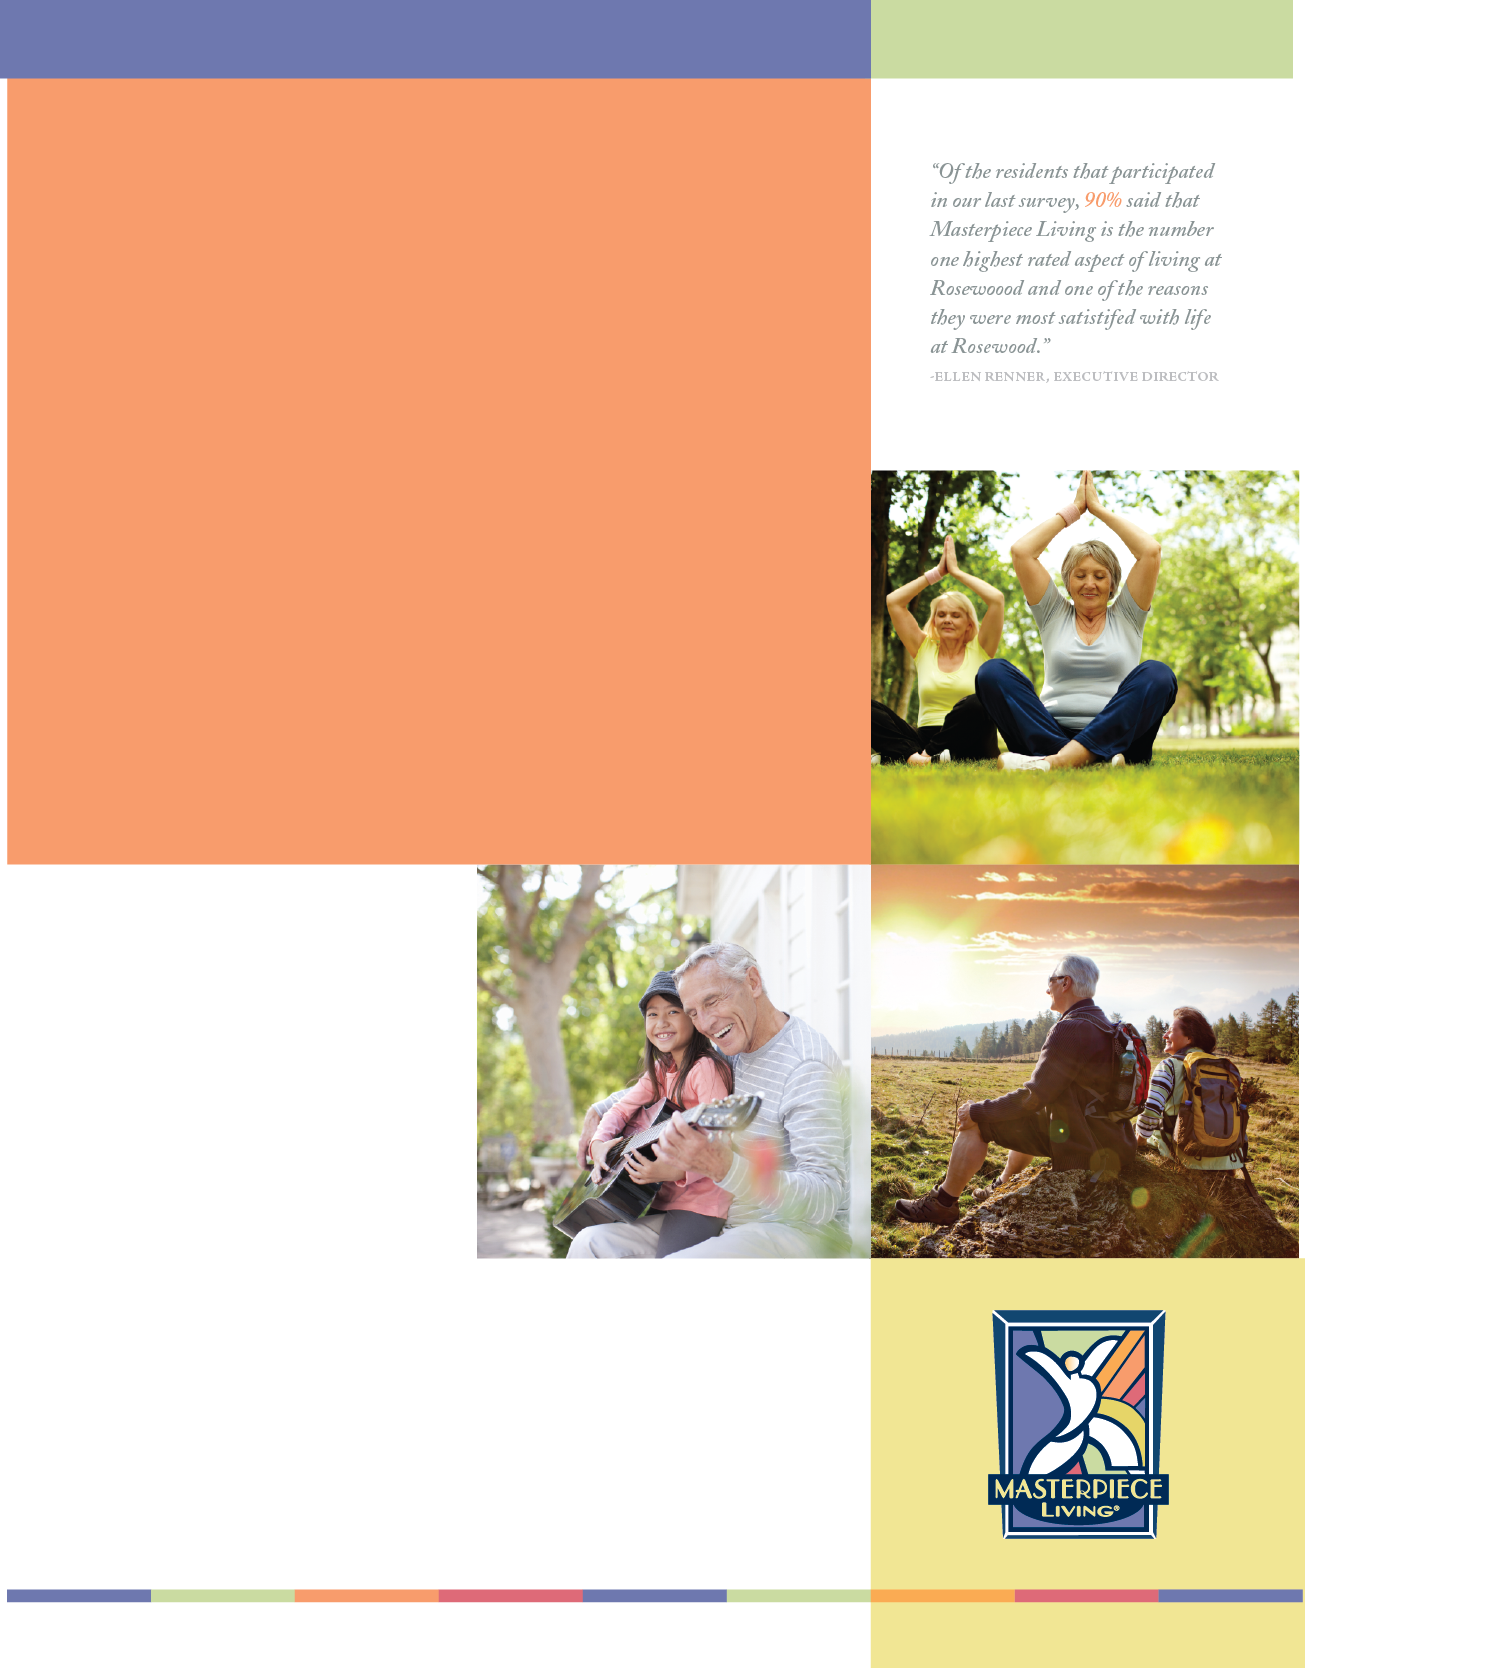 “Of the residents that participated
in our last survey, 90% said that
Masterpiece Living is the number
one highest rated aspect of living at
Rosewoood and one of the reasons
they were most satistifed with life
at Rosewood.”
-ELLEN RENNER, EXECUTIVE DIRECTOR
MASTERPIECE
LIVING®